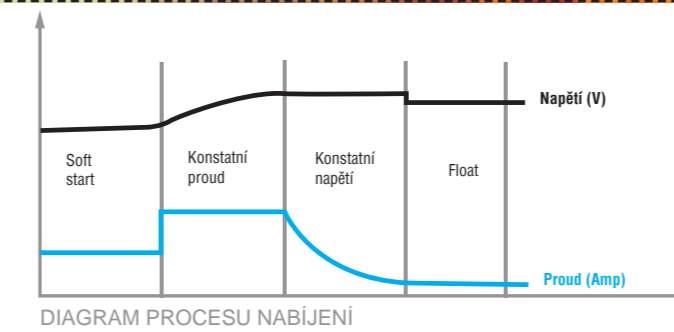 Napětí (V)
Soft
start
Konstatní
proud
Konstatní
napětí
Float
Proud (Amp)
DIAGRAM PROCESU NABÍJENÍ